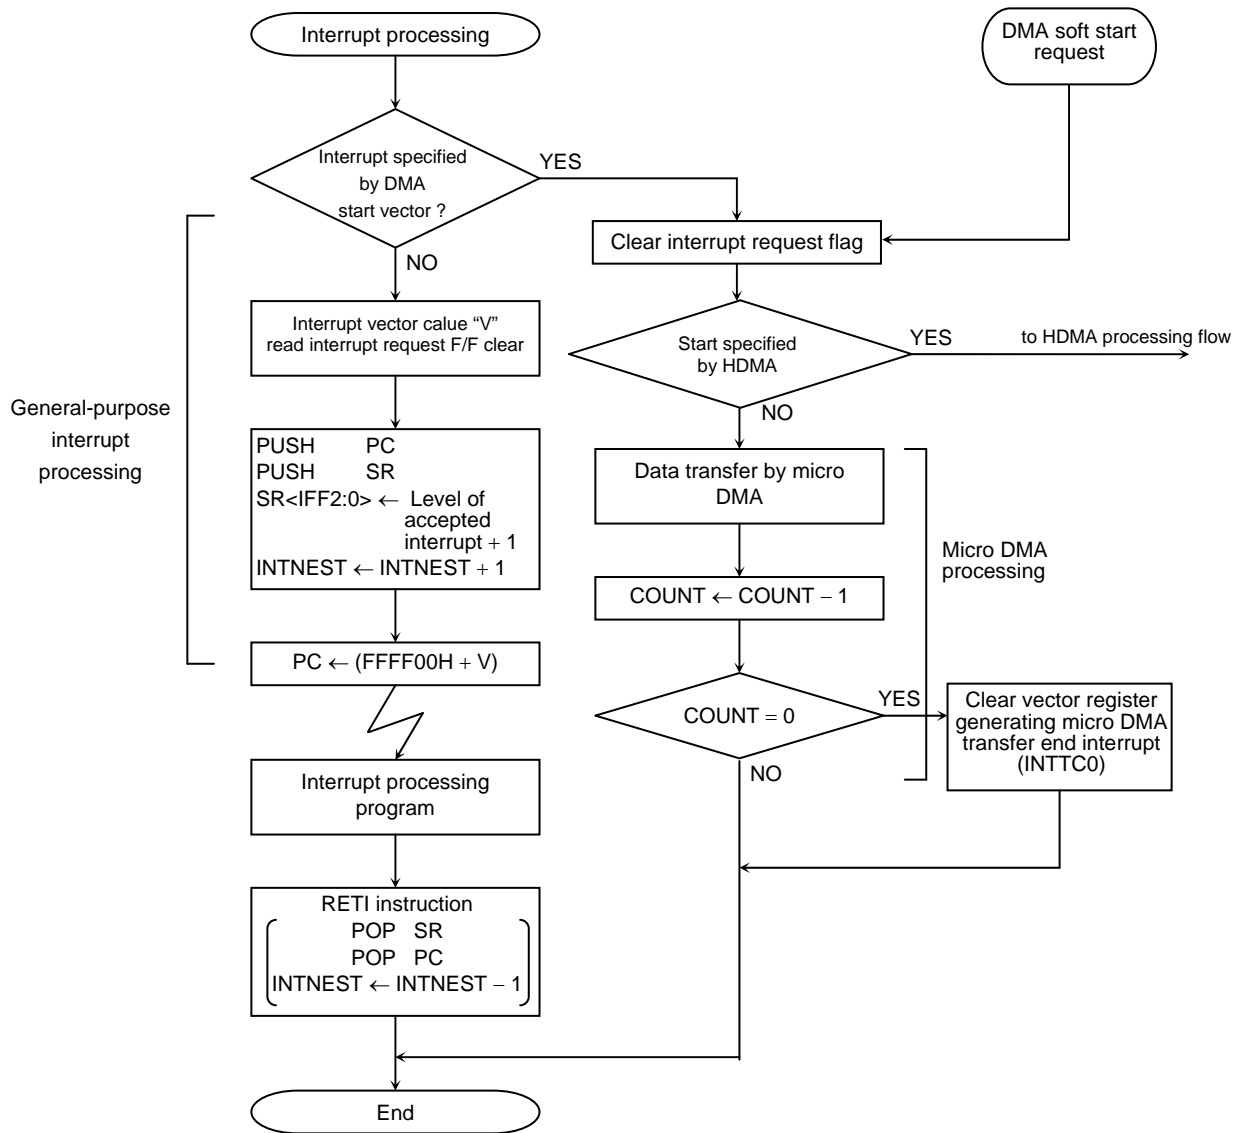 Interrupt processing
DMA soft start
request
Interrupt specified
by DMA
start vector ?
YES
NO
Clear interrupt request flag
Interrupt vector calue “V”
read interrupt request F/F clear
Start specified
by HDMA
YES
to HDMA processing flow
NO
General-purpose
interrupt
processing
PUSH PC
PUSH SR
SR<IFF2:0> ← Level of
accepted
interrupt + 1
INTNEST ← INTNEST + 1
Data transfer by micro
DMA
Micro DMA
processing
COUNT ← COUNT − 1
PC ← (FFFF00H + V)
COUNT = 0
YES
NO
Clear vector register
generating micro DMA
transfer end interrupt
(INTTC0)
Interrupt processing
program
RETI instruction
POP SR
POP PC
INTNEST ← INTNEST − 1
End